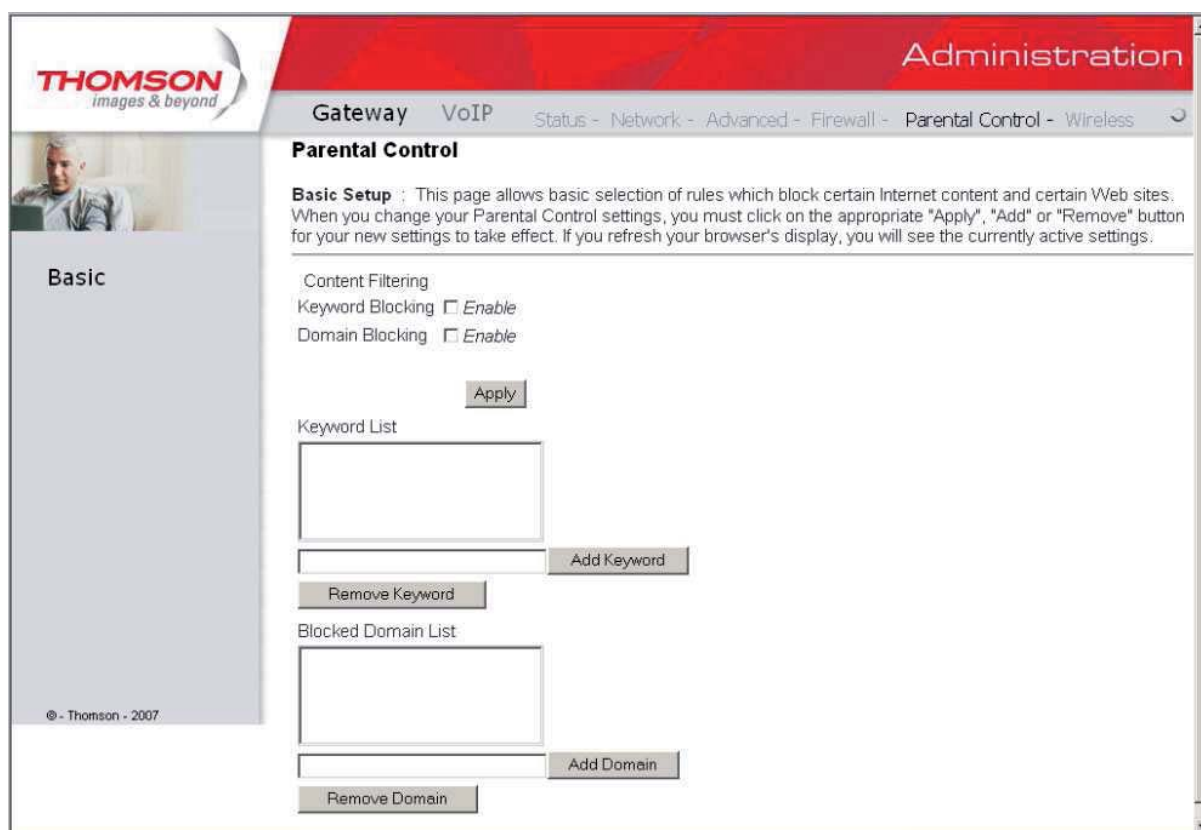 Administration
THOMSON
images & beyond
Gateway VoIP Status - Network - Advanced - Firewall - Parental Control - Wireless
Parental Control
Basic Setup : This page allows basic selection of rules which block certain Internet content and certain Web sites.
When you change your Parental Control settings, you must click on the appropriate "Apply", "Add" or "Remove" button
for your new settings to take effect. If you refresh your browser's display, you will see the currently active settings.
Basic
Content Filtering
Keyword Blocking Enable
Domain Blocking Enable
Apply
Keyword List
Add Keyword
Remove Keyword
Blocked Domain List
Add Domain
Remove Domain
© - Thomson - 2007